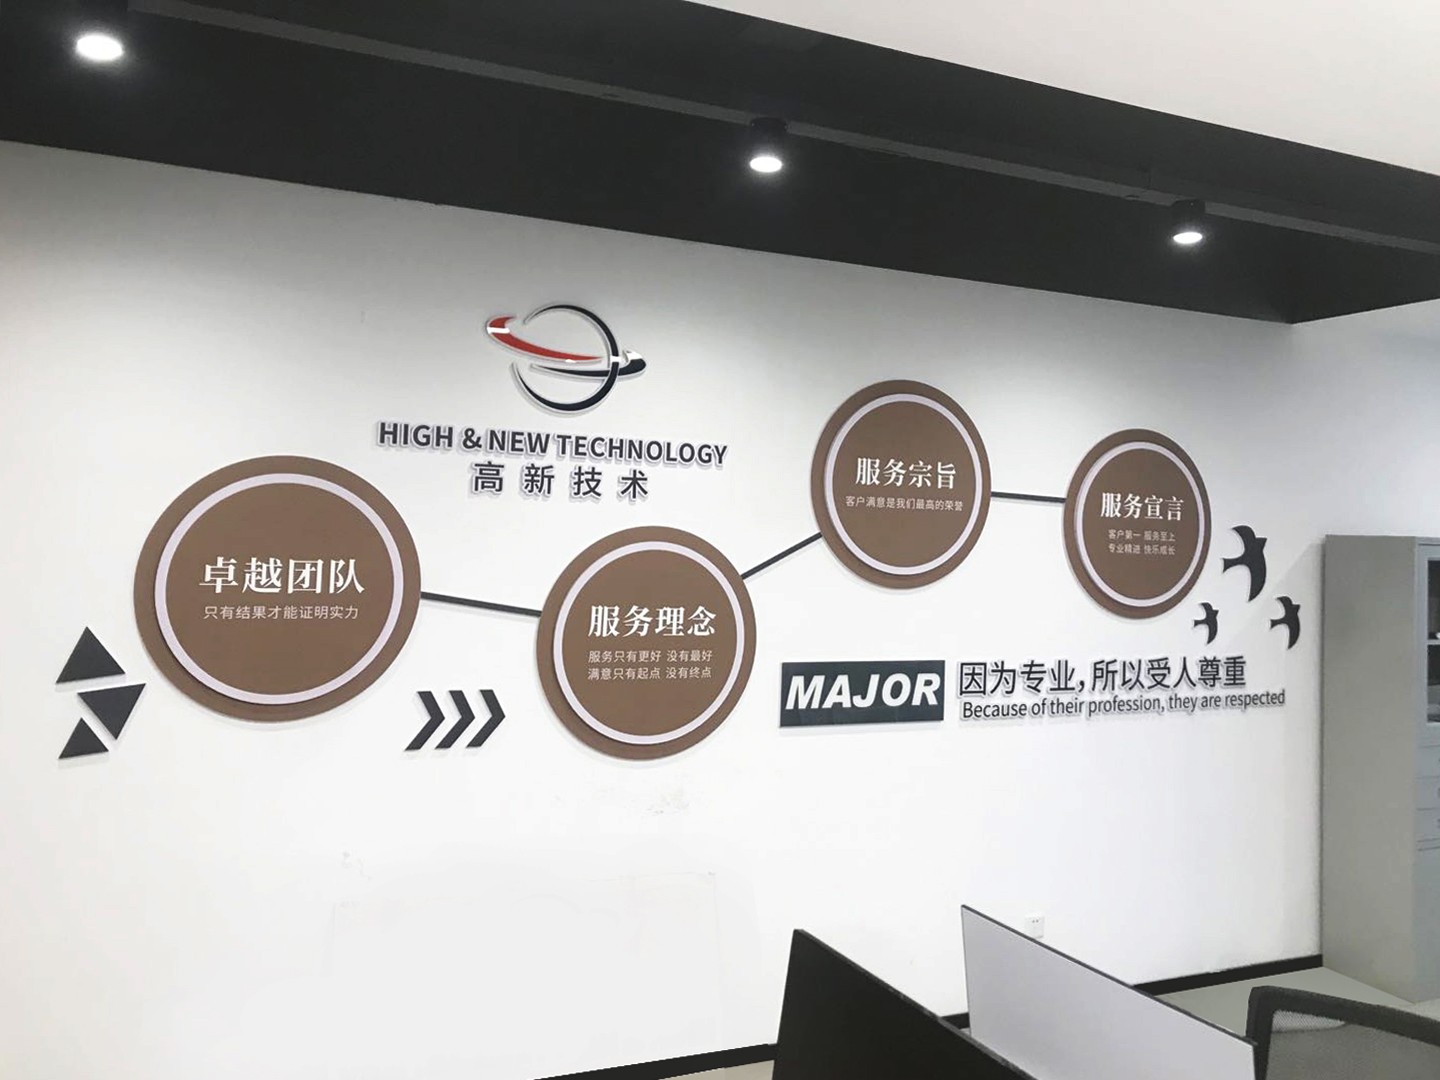 HIGH & NEW TECHNOLOGY
高新技术
卓越团队
只有结果才能证明实力
服务理念
服务只有更好 没有最好
满意只有起点 没有终点
服务宗旨
客户满意是我们最高的荣誉
服务宣言
客户第一 服务至上
专业精进 快乐成长
MAJOR
因为专业，所以受人尊重
Because of their profession, they are respected